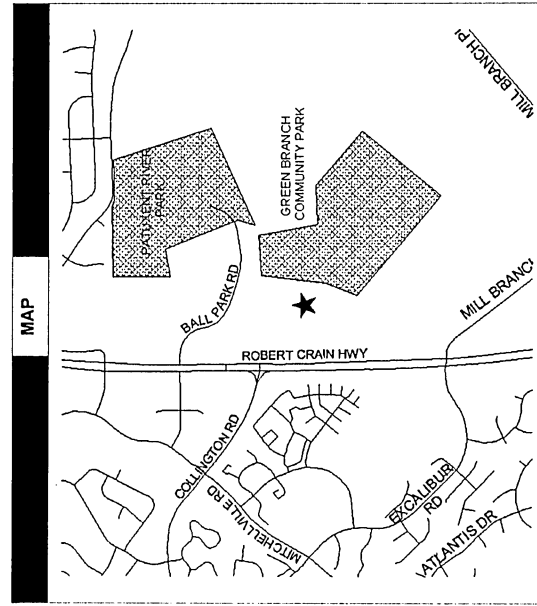 MAP
MILL BRANCH PL
PATUXENT RIVER
PARK
GREEN BRANCH
COMMUNITY PARK
BALL PARK RD
MILL BRANCH
ROBERT CRAIN HWY
COLLINGTON RD
MITCHELLVILLE RD
EXCALIBUR
RD
ATLANTIS DR